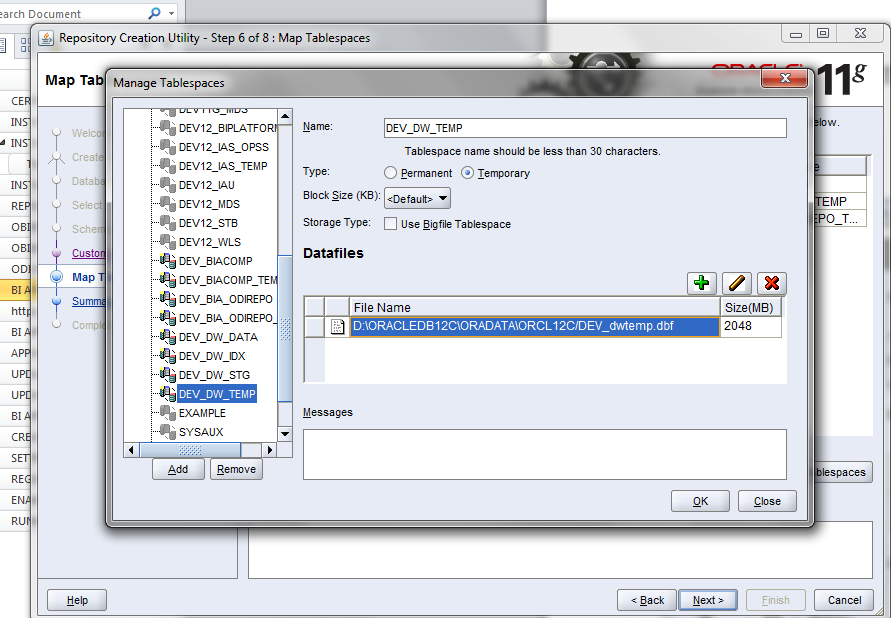 earch Document
Repository Creation Utility - Step 6 of 8 : Map Tablespaces
Map Tab
ORACLE
11g
Manage Tablespaces
CER
INST
INST
T
INST
REP
OBI
OBI
ODI
BI A
http
BI A
APP
UPD
UPD
BI A
CRE
SET
REG
ENA
RUN
Welcon
Create
Databa
Select
Schem
Custon
Map T
Summa
Comple
DEV11G_MDS
DEV12_BIPLATFORM
DEV12_IAS_OPSS
DEV12_IAS_TEMP
DEV12_IAU
DEV12_MDS
DEV12_STB
DEV12_WLS
DEV_BIACOMP
DEV_BIACOMP_TEM
DEV_BIA_ODIREPO
DEV_BIA_ODIREPO_
DEV_DW_DATA
DEV_DW_IDX
DEV_DW_STG
DEV_DW_TEMP
EXAMPLE
SYSAUX
Add
Remove
Name:
DEV_DW_TEMP
Tablespace name should be less than 30 characters.
Type:
Permanent
Temporary
Block Size (KB):
<Default>
Storage Type:
Use Bigfile Tablespace
Datafiles
File Name
Size(MB)
D:\ORACLEDB12C\ORADATA\ORCL12C/DEV_dwtemp.dbf
2048
Messages
OK
Close
elow.
e
TEMP
EPO_T...
blespaces
Help
< Back
Next >
Finish
Cancel